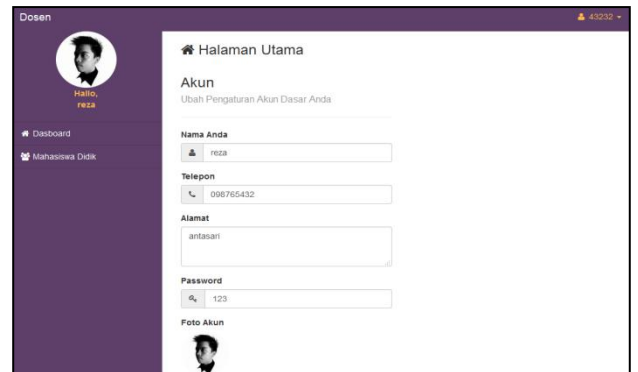 Dosen
43232
Hallo,
reza
Dasboard
Mahasiswa Didik
Halaman Utama
Akun
Ubah Pengaturan Akun Dasar Anda
Nama Anda
reza
Telepon
098765432
Alamat
antasari
Password
123
Foto Akun